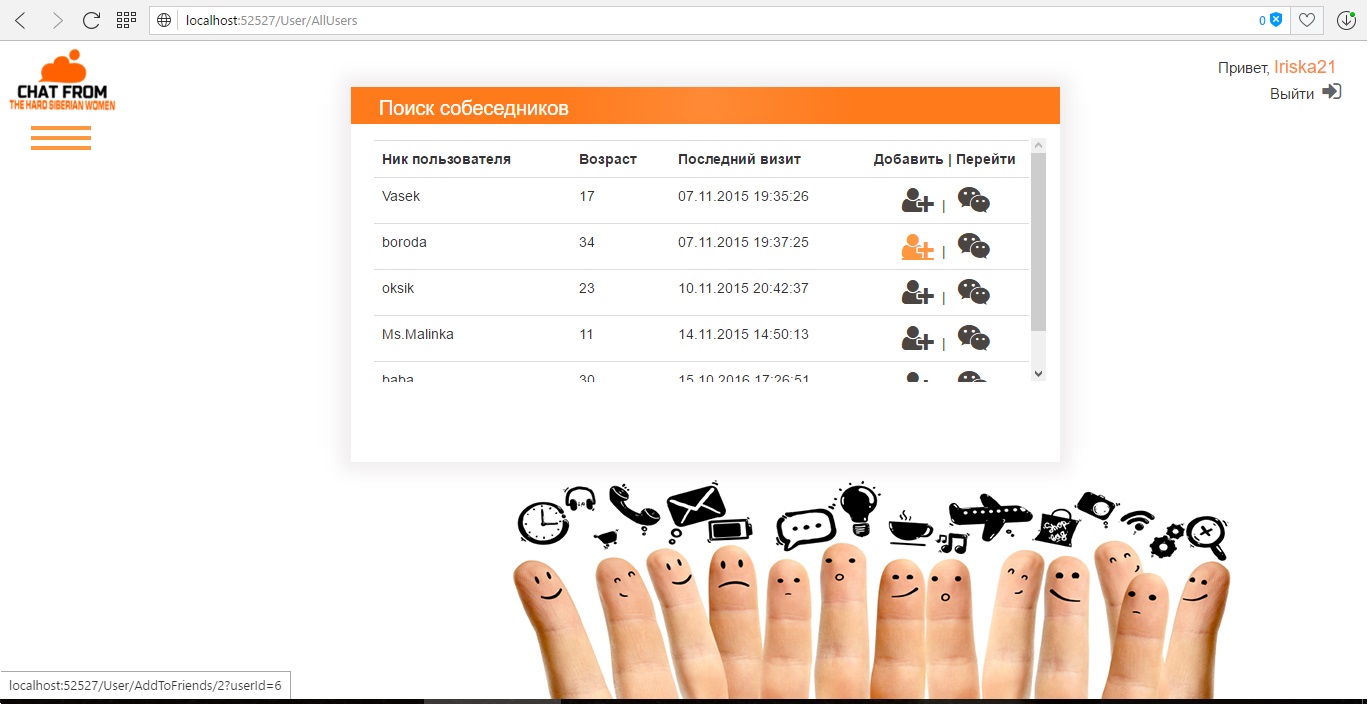 localhost:52527/User/AllUsers
0
CHAT FROM
THE HARD SIBERIAN WOMEN
Привет, Iriska21
Выйти
Поиск собеседников
Ник пользователя Возраст Последний визит Добавить | Перейти
Vasek 17 07.11.2015 19:35:26 |
boroda 34 07.11.2015 19:37:25 |
oksik 23 10.11.2015 20:42:37 |
Ms.Malinka 11 14.11.2015 14:50:13 |
baba 30 15.10.2016 17:26:51
Shop
bag
localhost:52527/User/AddToFriends/2?userId=6